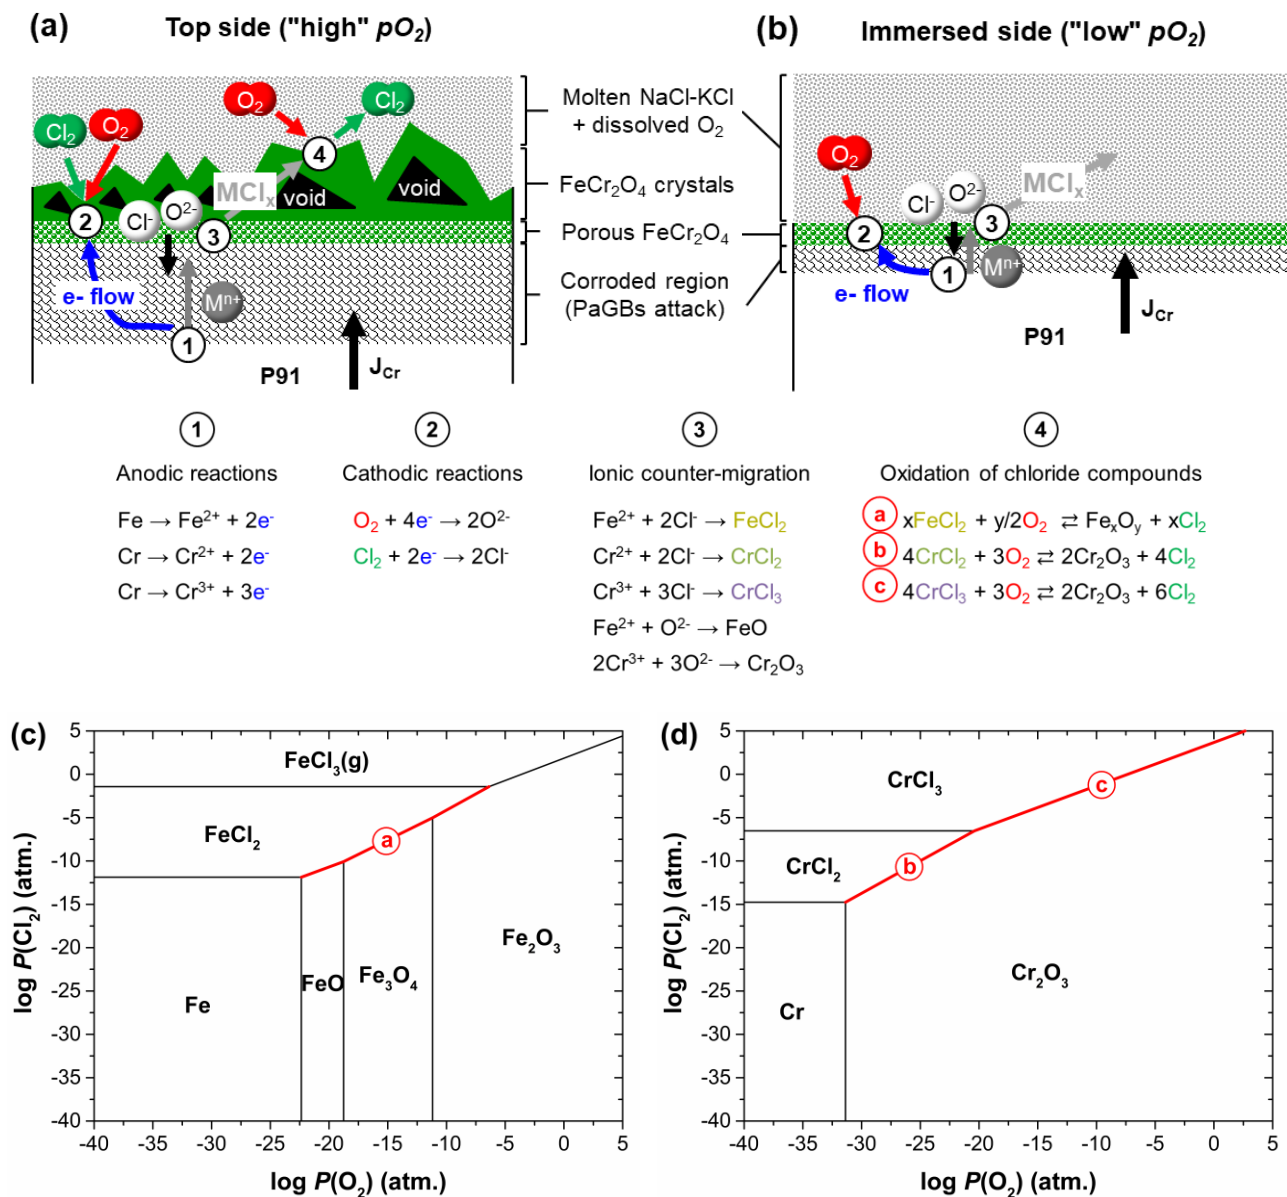 (a) Top side ("high" pO₂)
(b) Immersed side ("low" pO₂)
O₂
Cl₂
Cl₂
O₂
4
MClₓ
void
void
2
Cl⁻
O²⁻
3
e- flow
Mⁿ⁺
1
P91
J_Cr
Molten NaCl-KCl
+ dissolved O₂
FeCr₂O₄ crystals
Porous FeCr₂O₄
Corroded region
(PaGBs attack)
O₂
MClₓ
Cl⁻
O²⁻
2
3
1
Mⁿ⁺
e- flow
P91
J_Cr
1
Anodic reactions
Fe → Fe²⁺ + 2e⁻
Cr → Cr²⁺ + 2e⁻
Cr → Cr³⁺ + 3e⁻
2
Cathodic reactions
O₂ + 4e⁻ → 2O²⁻
Cl₂ + 2e⁻ → 2Cl⁻
3
Ionic counter-migration
Fe²⁺ + 2Cl⁻ → FeCl₂
Cr²⁺ + 2Cl⁻ → CrCl₂
Cr³⁺ + 3Cl⁻ → CrCl₃
Fe²⁺ + O²⁻ → FeO
2Cr³⁺ + 3O²⁻ → Cr₂O₃
4
Oxidation of chloride compounds
a xFeCl₂ + y/2O₂ ⇄ FeₓOᵧ + xCl₂
b 4CrCl₂ + 3O₂ ⇄ 2Cr₂O₃ + 4Cl₂
c 4CrCl₃ + 3O₂ ⇄ 2Cr₂O₃ + 6Cl₂
(c)
log P(Cl₂) (atm.)
5
0
-5
-10
-15
-20
-25
-30
-35
-40
FeCl₃(g)
FeCl₂
a
Fe
FeO
Fe₃O₄
Fe₂O₃
-40 -35 -30 -25 -20 -15 -10 -5 0 5
log P(O₂) (atm.)
(d)
log P(Cl₂) (atm.)
5
0
-5
-10
-15
-20
-25
-30
-35
-40
CrCl₃
c
CrCl₂
b
Cr
Cr₂O₃
-40 -35 -30 -25 -20 -15 -10 -5 0 5
log P(O₂) (atm.)